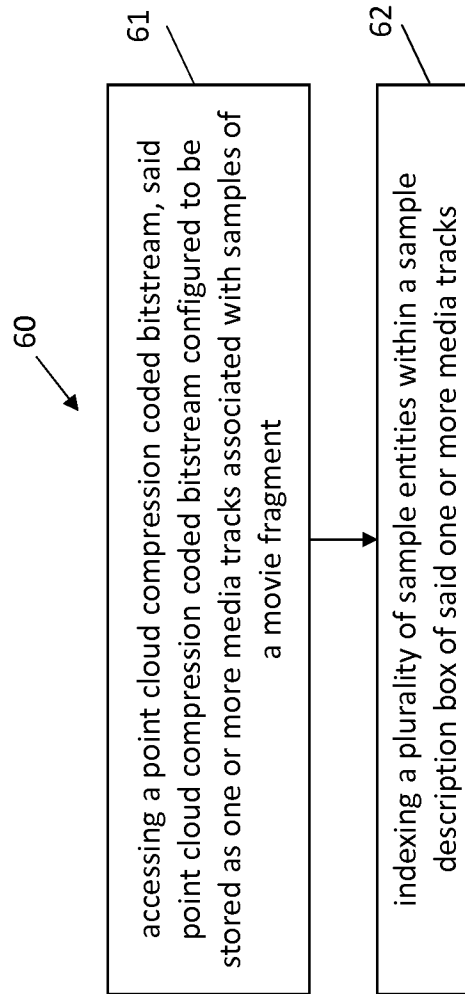 60
61
accessing a point cloud compression coded bitstream, said
point cloud compression coded bitstream configured to be
stored as one or more media tracks associated with samples of
a movie fragment
62
indexing a plurality of sample entities within a sample
description box of said one or more media tracks